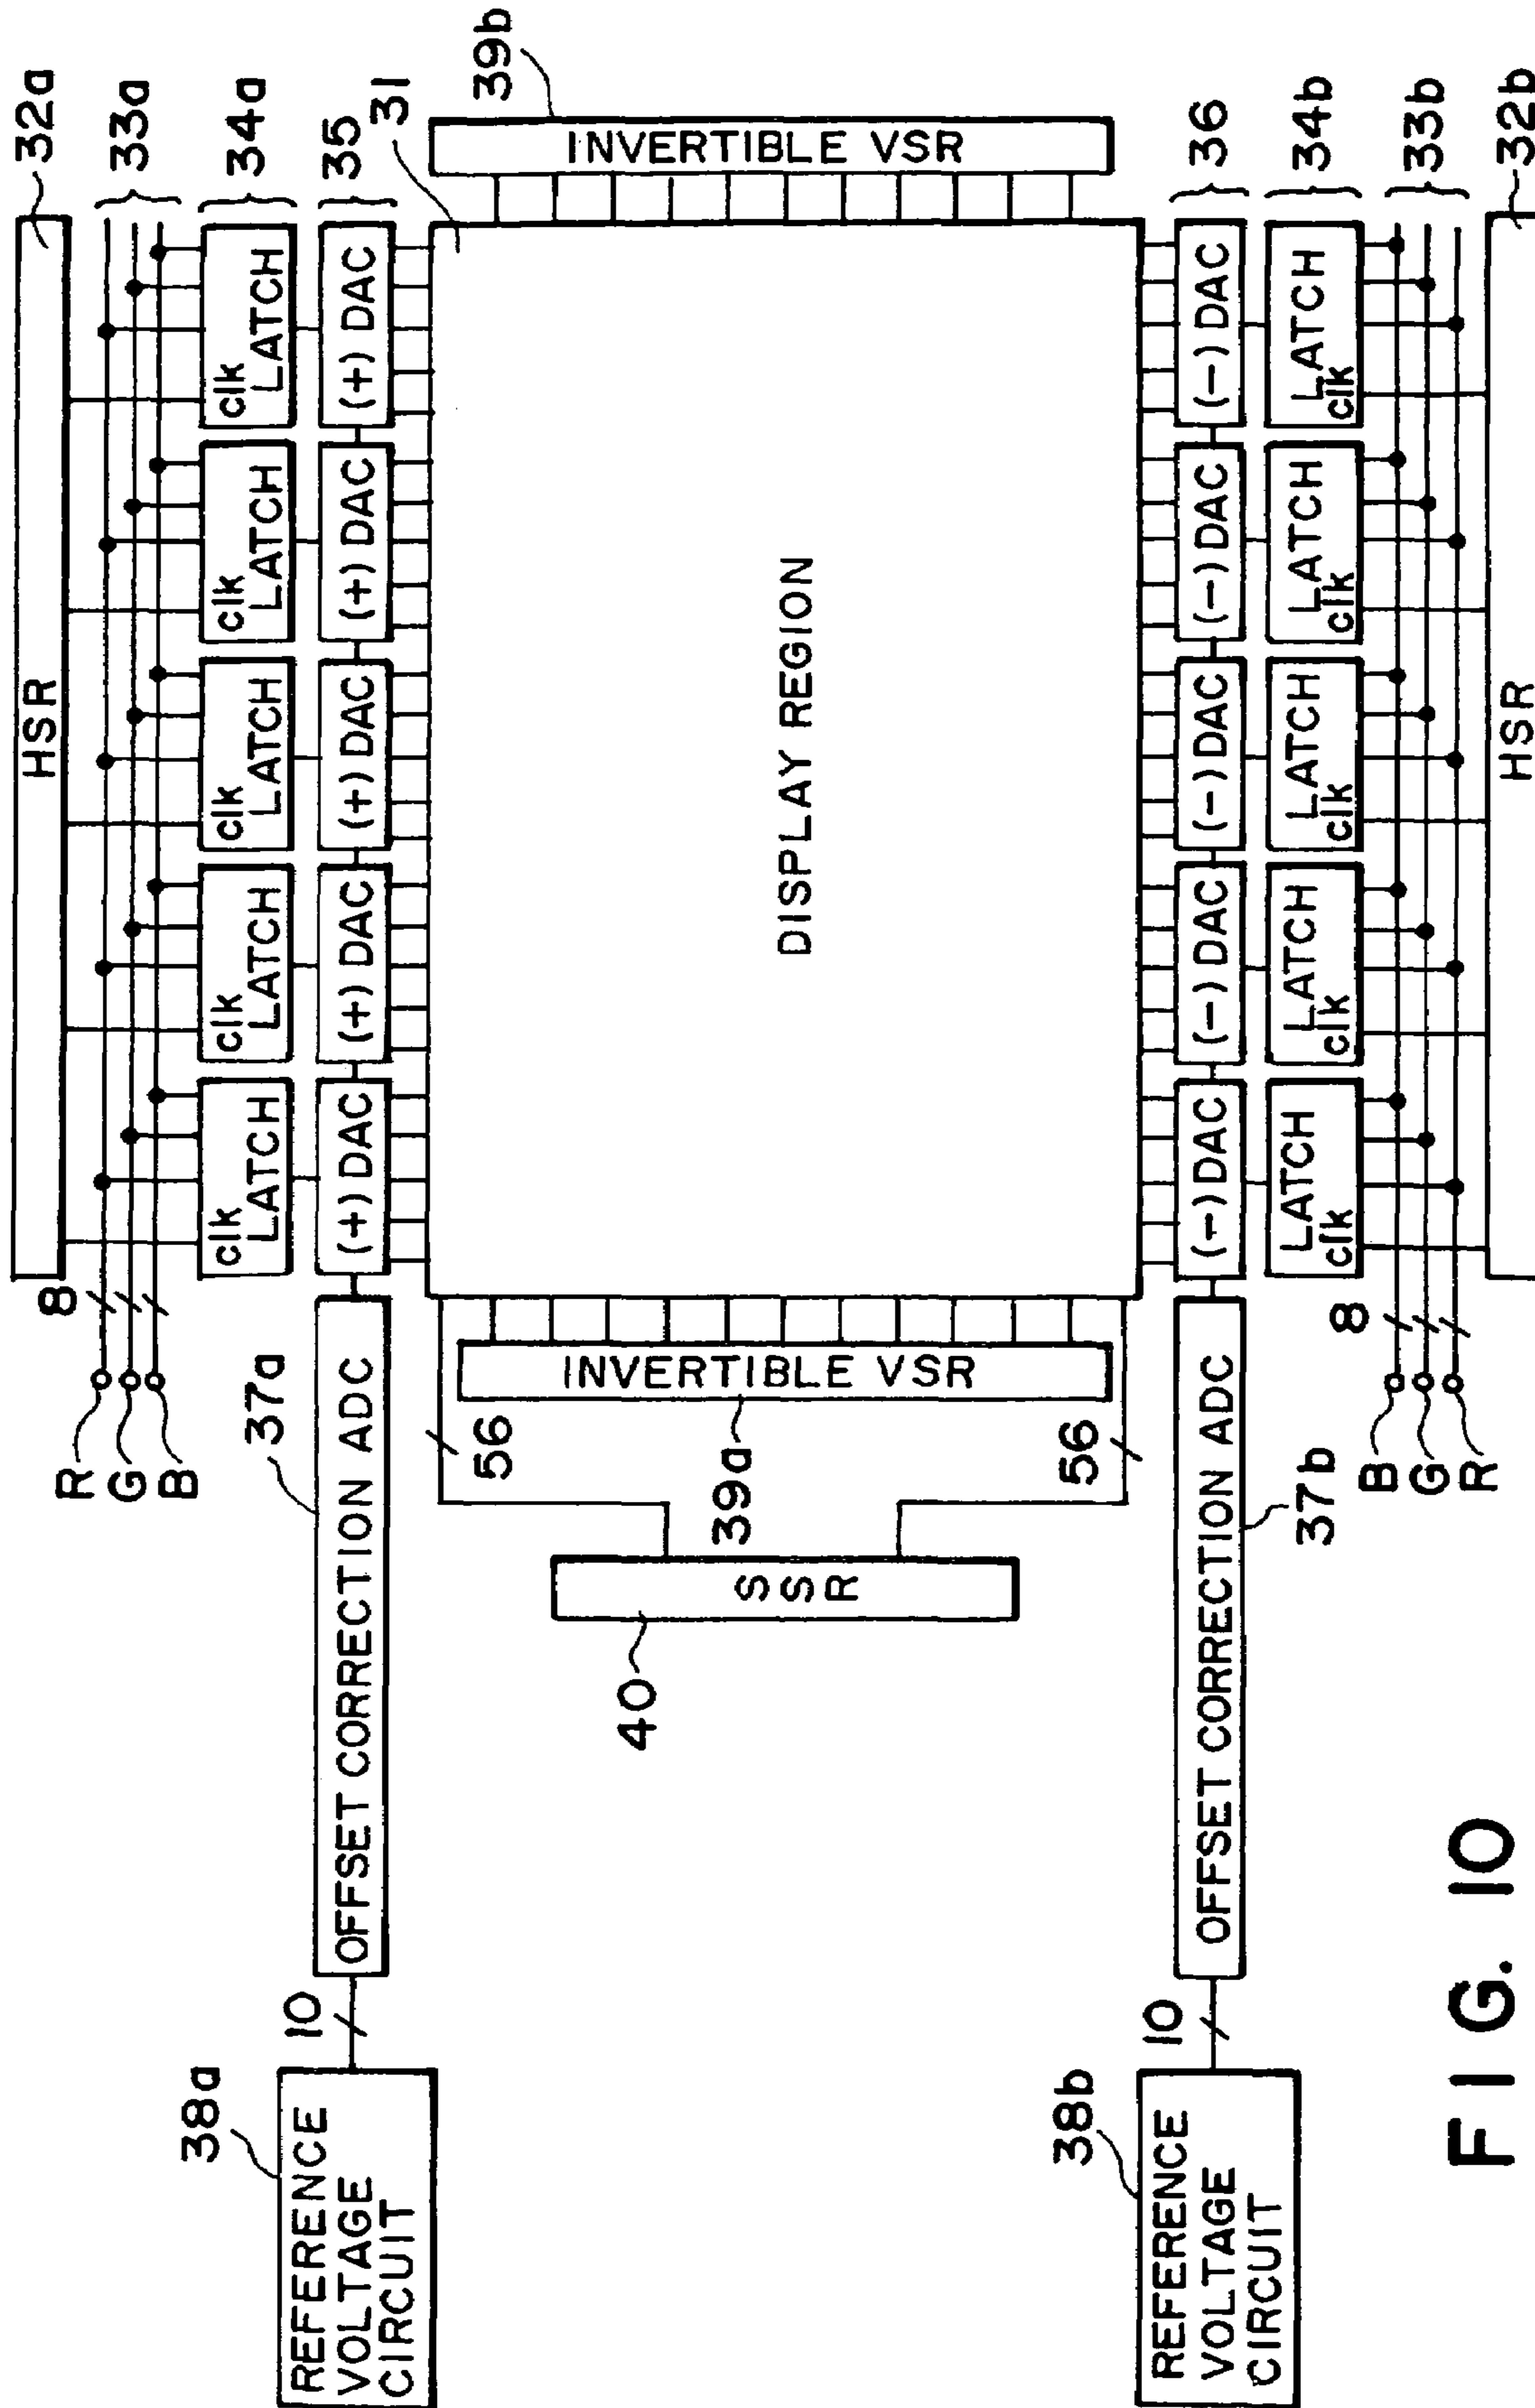 32a
HSR
8
R
G
B
33a
clk clk clk clk clk
LATCH LATCH LATCH LATCH LATCH
34a
38a
REFERENCE
VOLTAGE
CIRCUIT
10
37a
OFFSET CORRECTION ADC
(+) DAC (+) DAC (+) DAC (+) DAC (+) DAC
35
31
56
39b
INVERTIBLE VSR
DISPLAY REGION
INVERTIBLE VSR
40
SSR
39a
56
38b
REFERENCE
VOLTAGE
CIRCUIT
10
OFFSET CORRECTION ADC
37b
(−) DAC (−) DAC (−) DAC (−) DAC (−) DAC
36
LATCH LATCH LATCH LATCH LATCH
clk clk clk clk clk
34b
8
B
G
R
33b
HSR
32b
FIG. 10